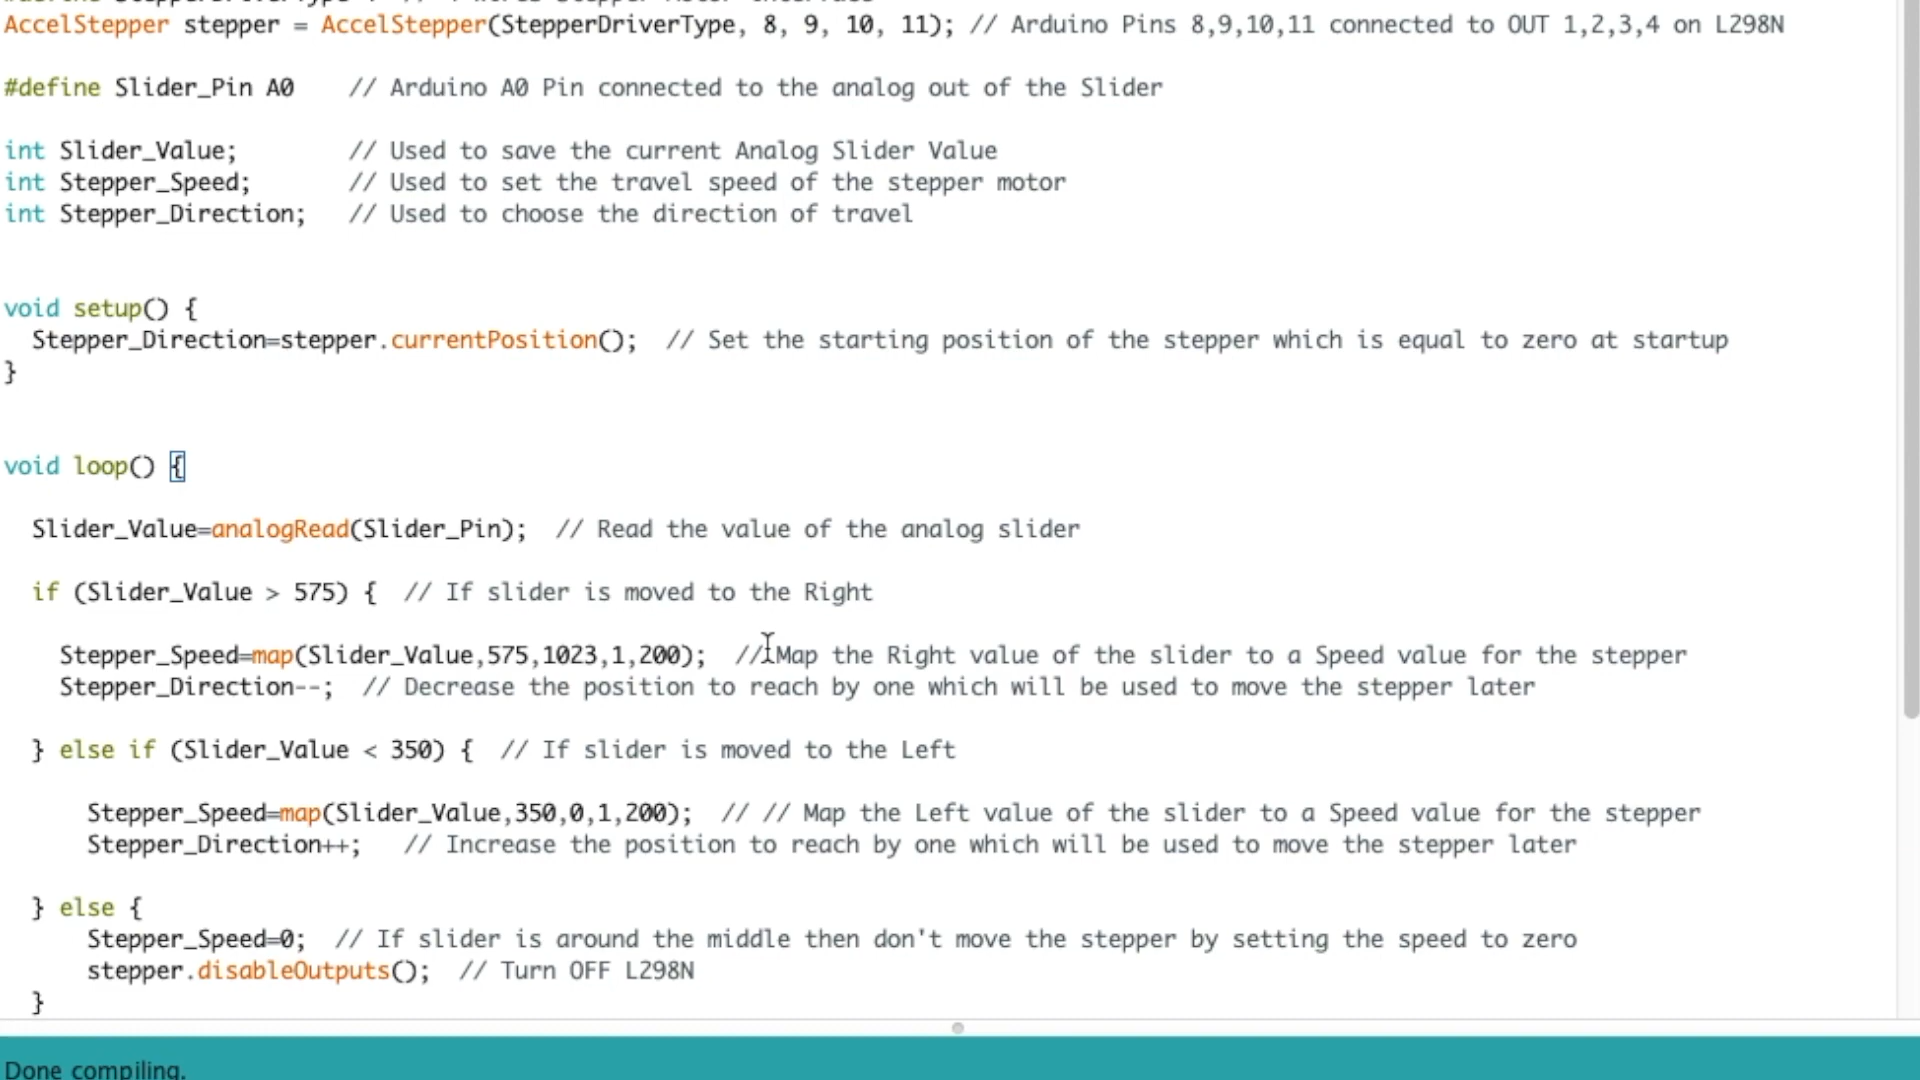 AccelStepper stepper = AccelStepper(StepperDriverType, 8, 9, 10, 11); // Arduino Pins 8,9,10,11 connected to OUT 1,2,3,4 on L298N
#define Slider_Pin A0    // Arduino A0 Pin connected to the analog out of the Slider
int Slider_Value;        // Used to save the current Analog Slider Value
int Stepper_Speed;       // Used to set the travel speed of the stepper motor
int Stepper_Direction;   // Used to choose the direction of travel
void setup() {
  Stepper_Direction=stepper.currentPosition();  // Set the starting position of the stepper which is equal to zero at startup
}
void loop() {
  Slider_Value=analogRead(Slider_Pin);  // Read the value of the analog slider
  if (Slider_Value > 575) {  // If slider is moved to the Right
    Stepper_Speed=map(Slider_Value,575,1023,1,200);  // Map the Right value of the slider to a Speed value for the stepper
    Stepper_Direction--;  // Decrease the position to reach by one which will be used to move the stepper later
  } else if (Slider_Value < 350) {  // If slider is moved to the Left
      Stepper_Speed=map(Slider_Value,350,0,1,200);  // // Map the Left value of the slider to a Speed value for the stepper
      Stepper_Direction++;   // Increase the position to reach by one which will be used to move the stepper later
  } else {
      Stepper_Speed=0;  // If slider is around the middle then don't move the stepper by setting the speed to zero
      stepper.disableOutputs();  // Turn OFF L298N
  }
Done compiling.